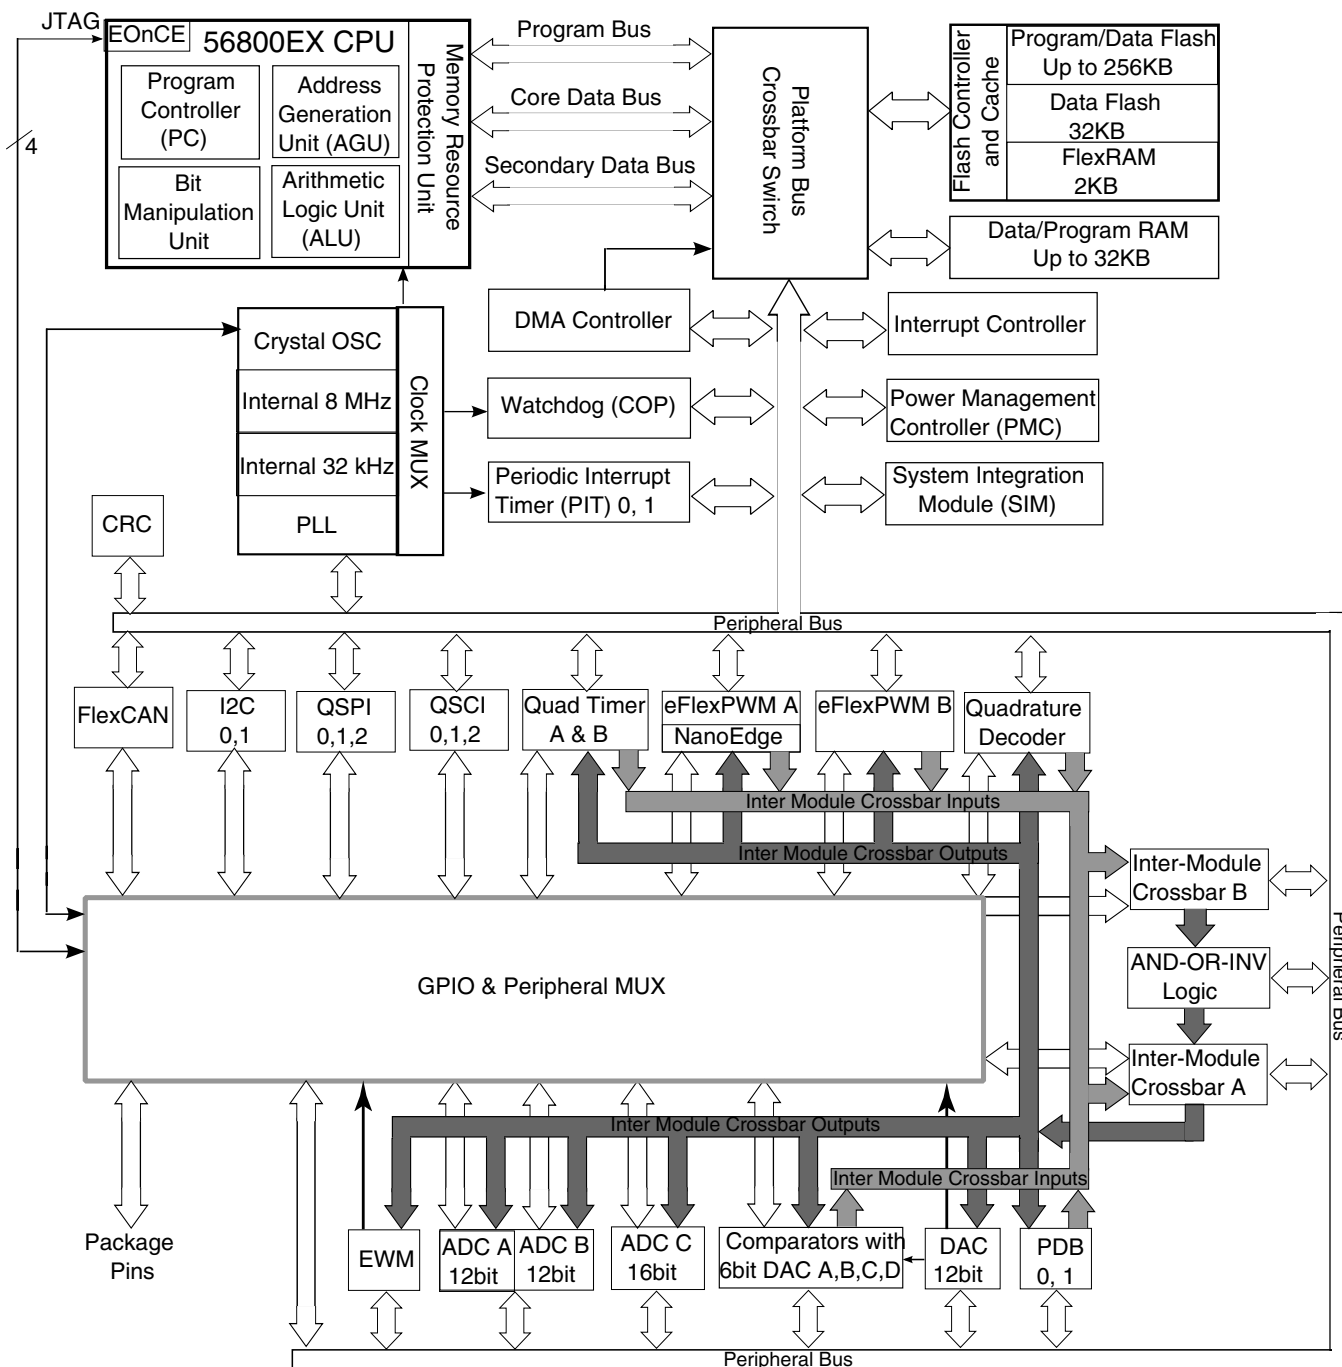 JTAG
EOnCE
56800EX CPU
Program
Controller
(PC)
Address
Generation
Unit (AGU)
Bit
Manipulation
Unit
Arithmetic
Logic Unit
(ALU)
Memory Resource
Protection Unit
4
Program Bus
Core Data Bus
Secondary Data Bus
Platform Bus
Crossbar Swirch
Flash Controller
and Cache
Program/Data Flash
Up to 256KB
Data Flash
32KB
FlexRAM
2KB
Data/Program RAM
Up to 32KB
DMA Controller
Interrupt Controller
Crystal OSC
Internal 8 MHz
Internal 32 kHz
PLL
Clock MUX
Watchdog (COP)
Power Management
Controller (PMC)
Periodic Interrupt
Timer (PIT) 0, 1
System Integration
Module (SIM)
CRC
Peripheral Bus
FlexCAN
I2C
0,1
QSPI
0,1,2
QSCI
0,1,2
Quad Timer
A & B
eFlexPWM A
NanoEdge
eFlexPWM B
Quadrature
Decoder
Inter Module Crossbar Inputs
Inter Module Crossbar Outputs
Inter-Module
Crossbar B
GPIO & Peripheral MUX
AND-OR-INV
Logic
Peripheral Bus
Inter-Module
Crossbar A
Inter Module Crossbar Outputs
Inter Module Crossbar Inputs
Package
Pins
EWM
ADC A
12bit
ADC B
12bit
ADC C
16bit
Comparators with
6bit DAC A,B,C,D
DAC
12bit
PDB
0, 1
Peripheral Bus